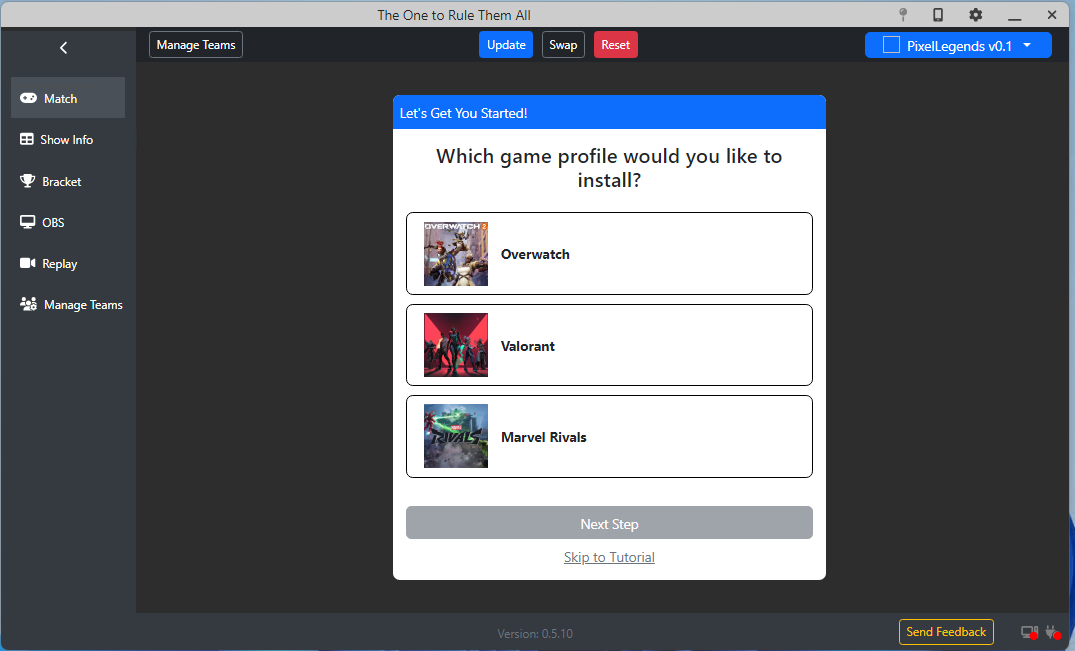 The One to Rule Them All
Manage Teams
Update
Swap
Reset
PixelLegends v0.1
Match
Show Info
Bracket
OBS
Replay
Manage Teams
Let's Get You Started!
Which game profile would you like to
install?
OVERWATCH 2
Overwatch
Valorant
MARVEL
RIVALS
Marvel Rivals
Next Step
Skip to Tutorial
Version: 0.5.10
Send Feedback